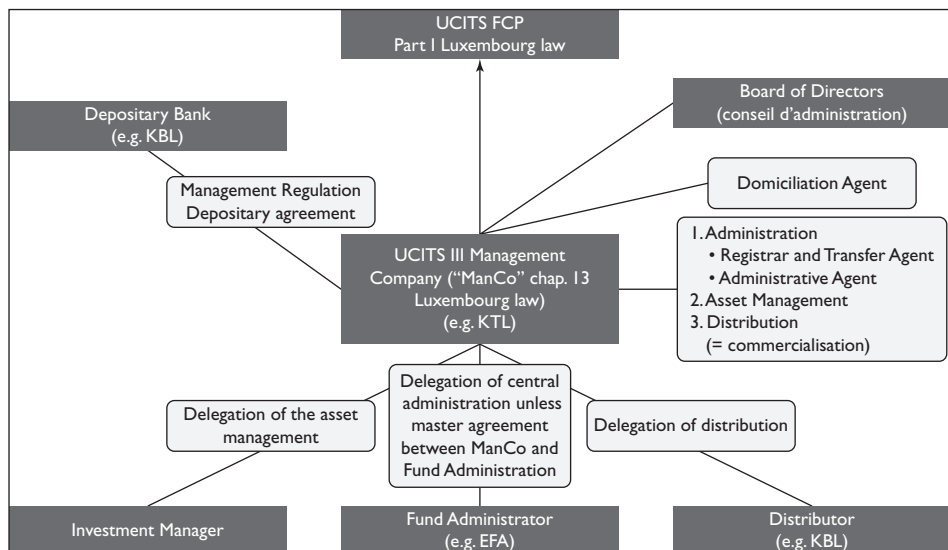 UCITS FCP
Part I Luxembourg law
Board of Directors
(conseil d'administration)
Depositary Bank
(e.g. KBL)
Domiciliation Agent
Management Regulation
Depositary agreement
UCITS III Management
Company (“ManCo” chap. 13
Luxembourg law)
(e.g. KTL)
1. Administration
• Registrar and Transfer Agent
• Administrative Agent
2. Asset Management
3. Distribution
(= commercialisation)
Delegation of the asset
management
Delegation of central
administration unless
master agreement
between ManCo and
Fund Administration
Delegation of distribution
Investment Manager
Fund Administrator
(e.g. EFA)
Distributor
(e.g. KBL)